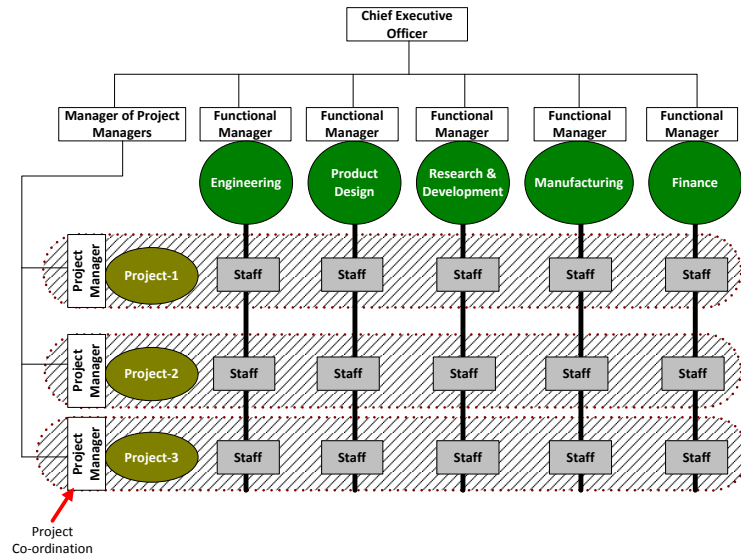 Chief Executive
Officer
Manager of Project
Managers
Functional
Manager
Functional
Manager
Functional
Manager
Functional
Manager
Functional
Manager
Engineering
Product
Design
Research &
Development
Manufacturing
Finance
Project
Manager
Project-1
Staff
Staff
Staff
Staff
Staff
Project
Manager
Project-2
Staff
Staff
Staff
Staff
Staff
Project
Manager
Project-3
Staff
Staff
Staff
Staff
Staff
Project
Co-ordination